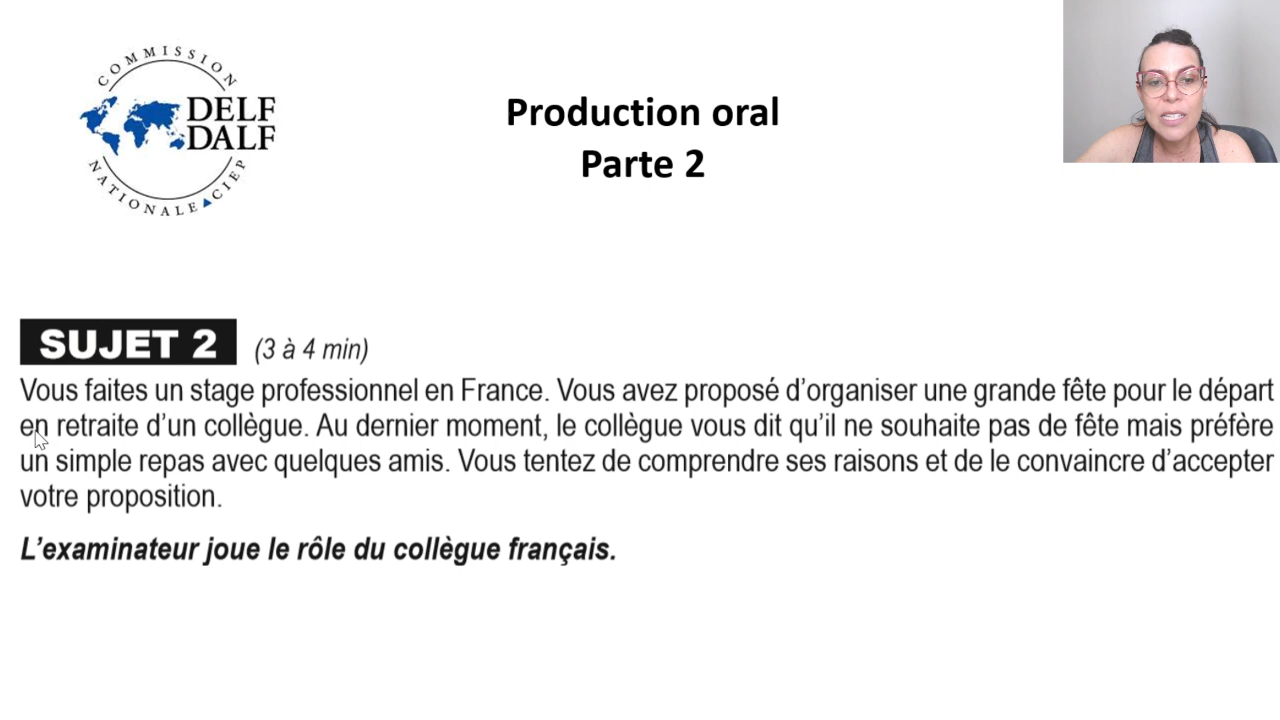 COMMISSION
DELF
DALF
NATIONALE CIEP
Production oral
Parte 2
SUJET 2 (3 à 4 min)
Vous faites un stage professionnel en France. Vous avez proposé d'organiser une grande fête pour le départ
en retraite d'un collègue. Au dernier moment, le collègue vous dit qu'il ne souhaite pas de fête mais préfère
un simple repas avec quelques amis. Vous tentez de comprendre ses raisons et de le convaincre d'accepter
votre proposition.
L'examinateur joue le rôle du collègue français.